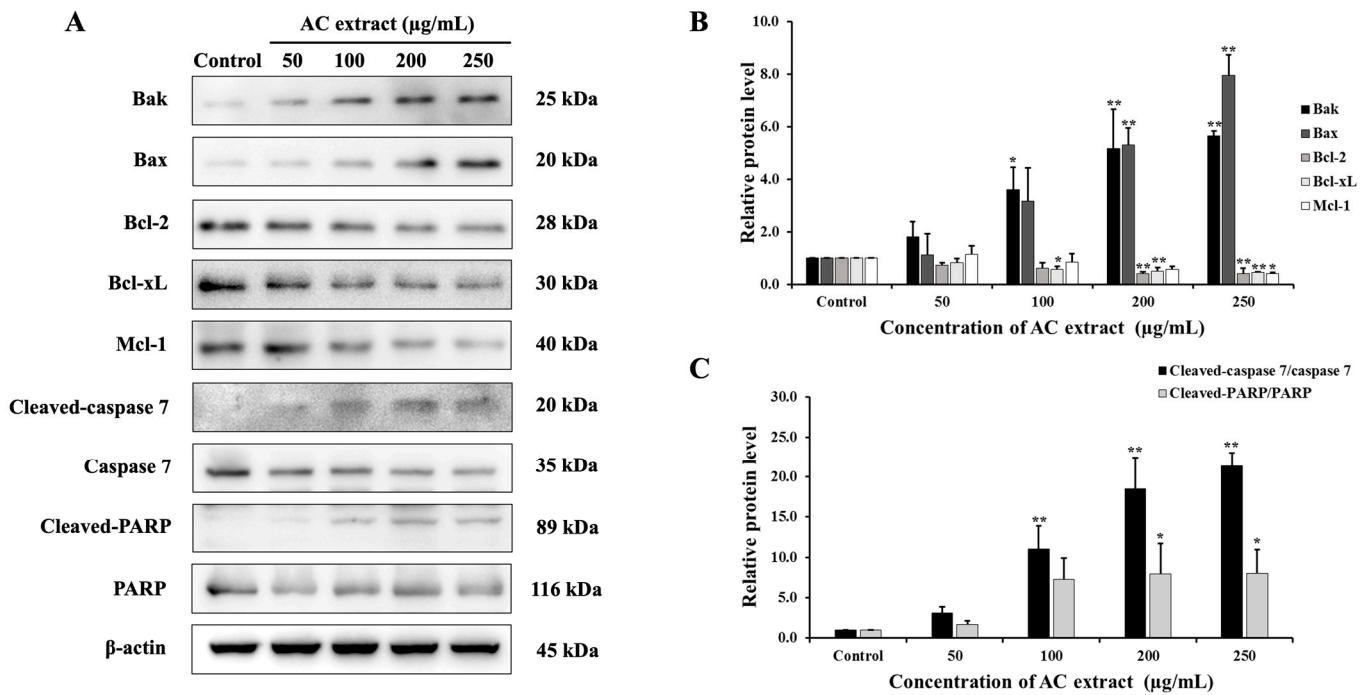 A
AC extract (µg/mL)
Control 50 100 200 250
Bak 25 kDa
Bax 20 kDa
Bcl-2 28 kDa
Bcl-xL 30 kDa
Mcl-1 40 kDa
Cleaved-caspase 7 20 kDa
Caspase 7 35 kDa
Cleaved-PARP 89 kDa
PARP 116 kDa
β-actin 45 kDa
B
Relative protein level
10.0
8.0
6.0
4.0
2.0
0.0
** ** ** **
*
* ** ** ** ** *
Control 50 100 200 250
Concentration of AC extract (µg/mL)
Bak
Bax
Bcl-2
Bcl-xL
Mcl-1
C
Cleaved-caspase 7/caspase 7
Cleaved-PARP/PARP
Relative protein level
30.0
25.0
20.0
15.0
10.0
5.0
0.0
** ** **
* *
Control 50 100 200 250
Concentration of AC extract (µg/mL)